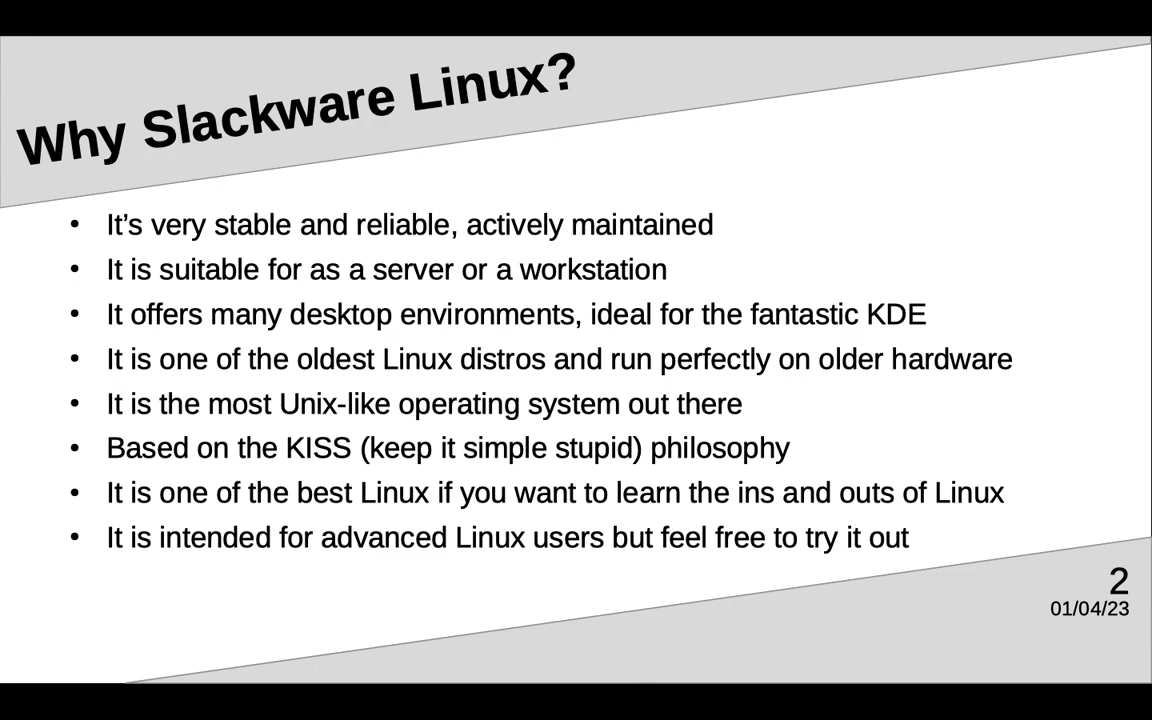 Why Slackware Linux?
• It’s very stable and reliable, actively maintained
• It is suitable for as a server or a workstation
• It offers many desktop environments, ideal for the fantastic KDE
• It is one of the oldest Linux distros and run perfectly on older hardware
• It is the most Unix-like operating system out there
• Based on the KISS (keep it simple stupid) philosophy
• It is one of the best Linux if you want to learn the ins and outs of Linux
• It is intended for advanced Linux users but feel free to try it out
2
01/04/23